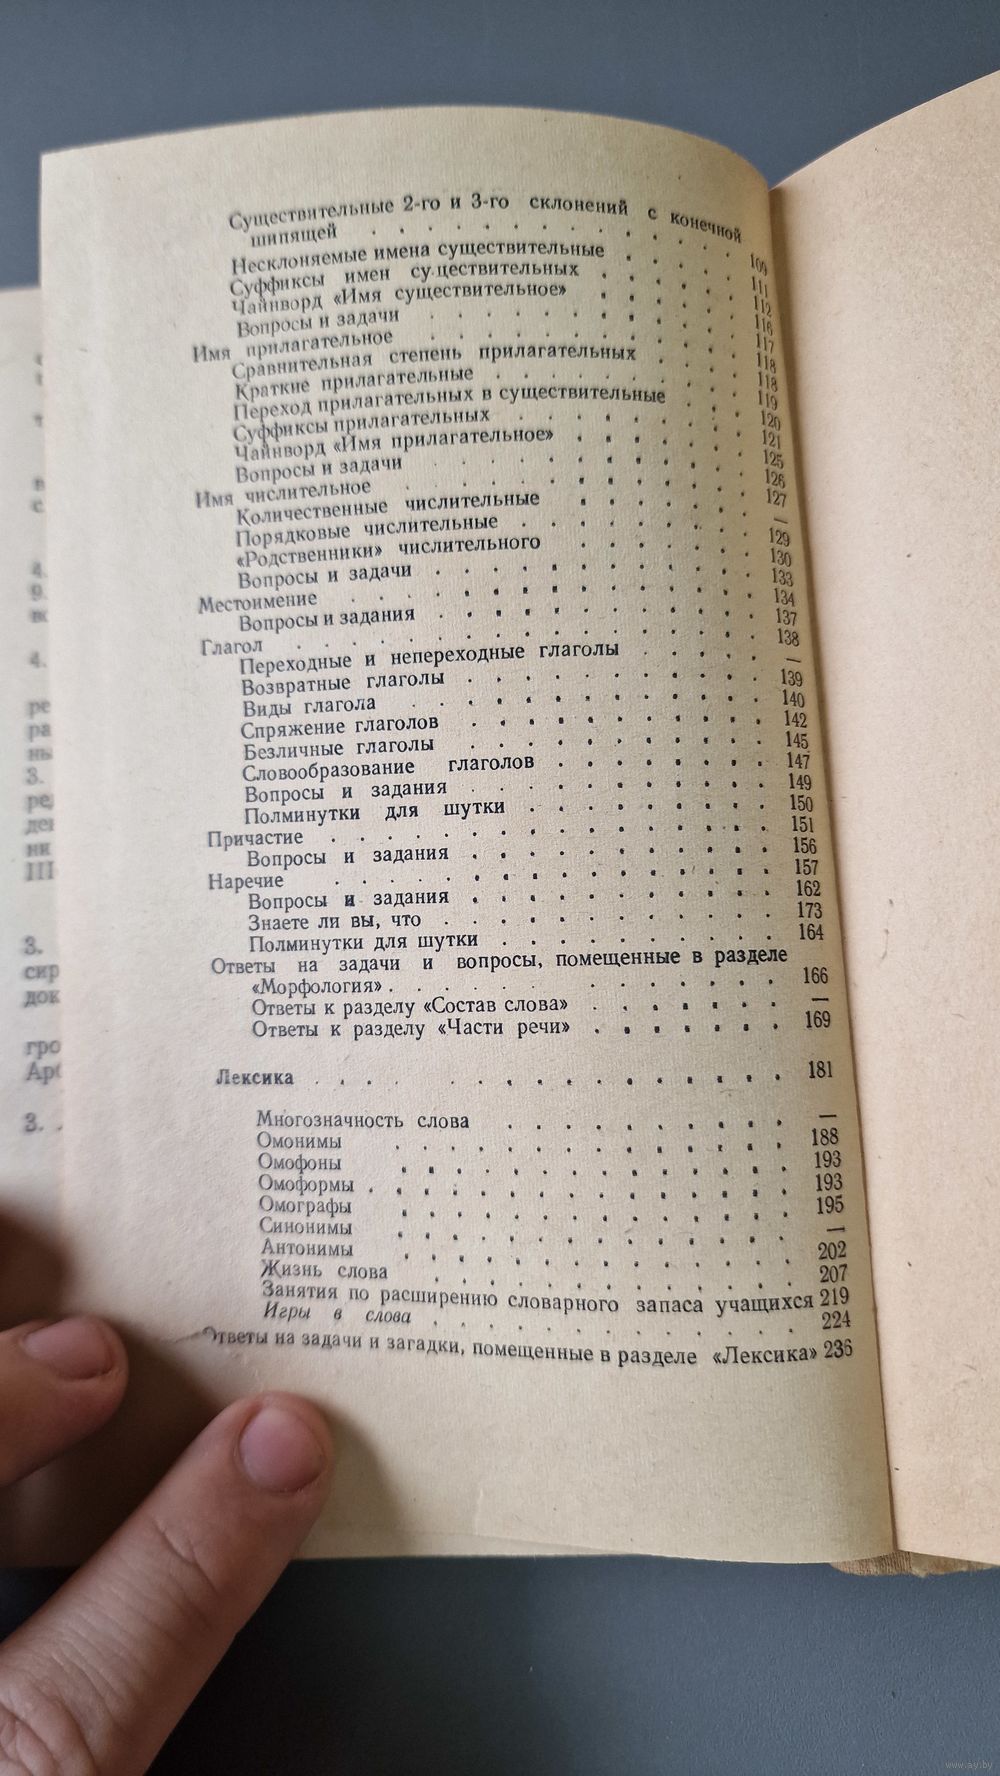 Существительные 2-го и 3-го склонений с конечной
шипящей . . . . . . . . . . . 109
Несклоняемые имена существительные . . . . 111
Суффиксы имен существительных . . . . 112
Чайнворд «Имя существительное» . . . . 116
Вопросы и задачи . . . . . . . . 117
Имя прилагательное . . . . . . . . 118
Сравнительная степень прилагательных . . . 118
Краткие прилагательные . . . . . . . 119
Переход прилагательных в существительные . . . 120
Суффиксы прилагательных . . . . . . 121
Чайнворд «Имя прилагательное» . . . . . 125
Вопросы и задачи . . . . . . . . 126
Имя числительное . . . . . . . . . 127
Количественные числительные . . . . . —
Порядковые числительные . . . . . . 129
«Родственники» числительного . . . . . 130
Вопросы и задачи . . . . . . . . 133
Местоимение . . . . . . . . . . 134
Вопросы и задания . . . . . . . . 137
Глагол . . . . . . . . . . . . 138
Переходные и непереходные глаголы . . . . —
Возвратные глаголы . . . . . . . . 139
Виды глагола . . . . . . . . . . 140
Спряжение глаголов . . . . . . . . 142
Безличные глаголы . . . . . . . . 145
Словообразование глаголов . . . . . . 147
Вопросы и задания . . . . . . . . 149
Полминутки для шутки . . . . . . . 150
Причастие . . . . . . . . . . . 151
Вопросы и задания . . . . . . . . 156
Наречие . . . . . . . . . . . 157
Вопросы и задания . . . . . . . . 162
Знаете ли вы, что . . . . . . . . 173
Полминутки для шутки . . . . . . . 164
Ответы на задачи и вопросы, помещенные в разделе
«Морфология» . . . . . . . . . 166
Ответы к разделу «Состав слова» . . . . . —
Ответы к разделу «Части речи» . . . . . 169
Лексика . . . . . . . . . . . . 181
Многозначность слова . . . . . . . —
Омонимы . . . . . . . . . . 188
Омофоны . . . . . . . . . . 193
Омоформы . . . . . . . . . . 193
Омографы . . . . . . . . . . 195
Синонимы . . . . . . . . . . —
Антонимы . . . . . . . . . . 202
Жизнь слова . . . . . . . . . 207
Занятия по расширению словарного запаса учащихся 219
Игры в слова . . . . . . . . . 224
Ответы на задачи и загадки, помещенные в разделе «Лексика» 236
www.ay.by